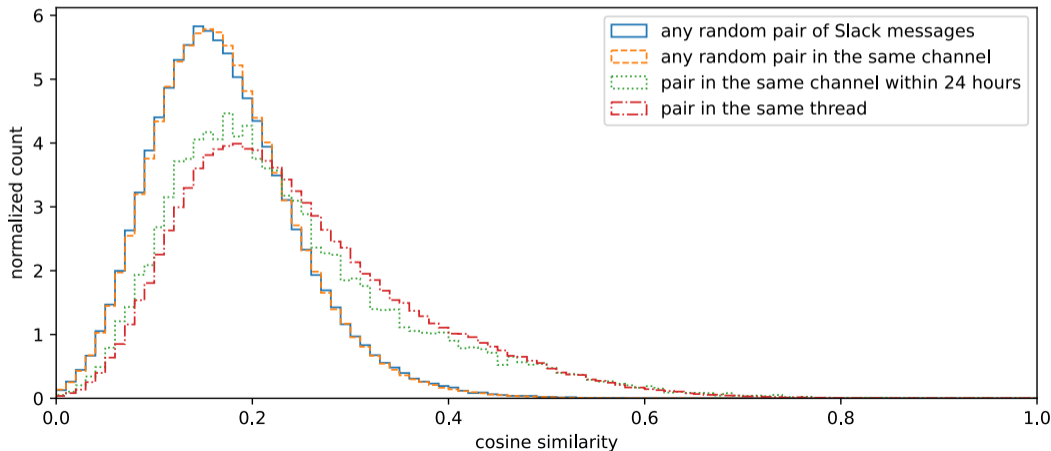 any random pair of Slack messages
any random pair in the same channel
pair in the same channel within 24 hours
pair in the same thread
normalized count
6
5
4
3
2
1
0
0.0 0.2 0.4 0.6 0.8 1.0
cosine similarity